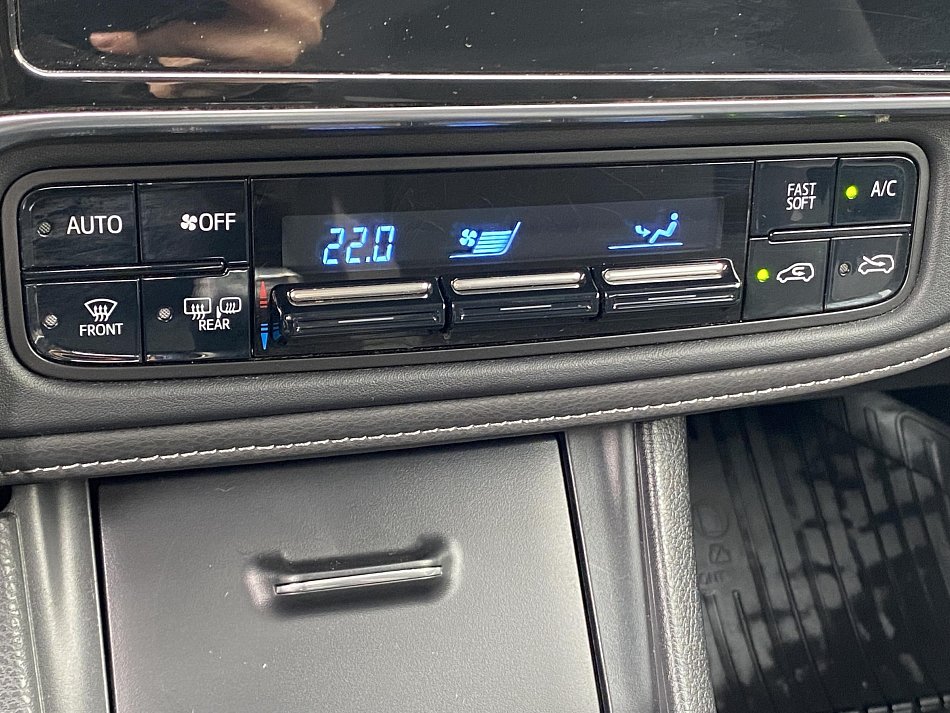 AUTO
OFF
22.0
FAST
SOFT
A/C
FRONT
REAR